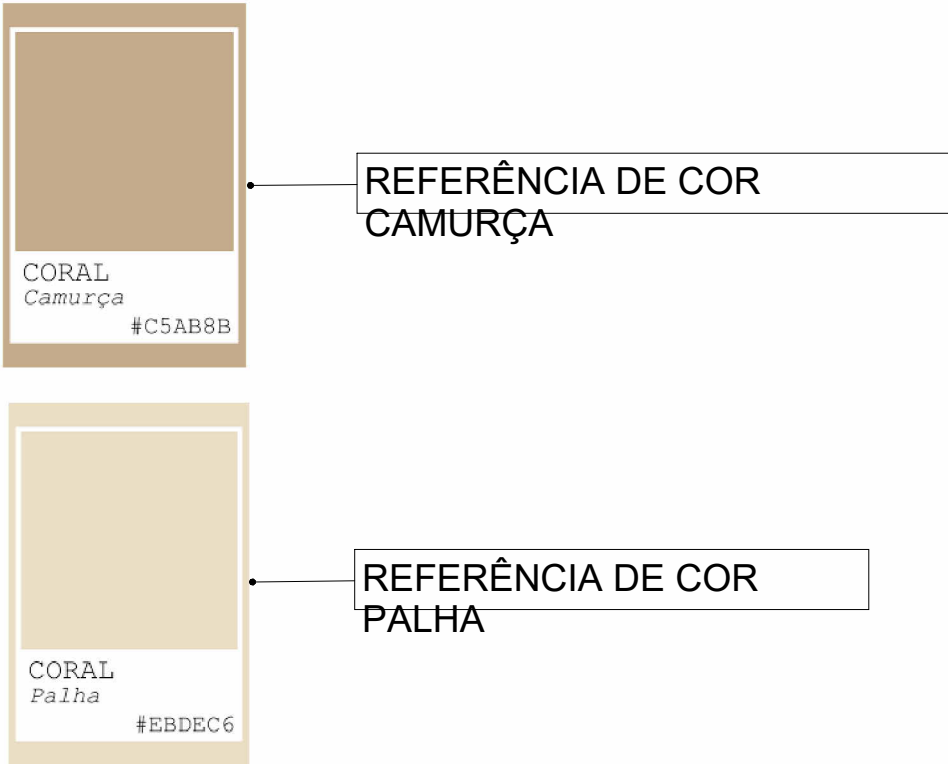 REFERÊNCIA DE COR
CAMURÇA
CORAL
Camurça
#C5AB8B
REFERÊNCIA DE COR
PALHA
CORAL
Palha
#EBDEC6